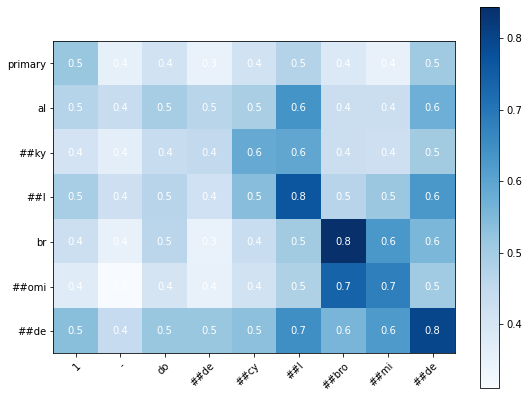 primary 0.5 0.4 0.4 0.3 0.4 0.5 0.4 0.4 0.5
al 0.5 0.4 0.5 0.5 0.5 0.6 0.4 0.4 0.6
##ky 0.4 0.4 0.4 0.4 0.6 0.6 0.4 0.4 0.5
##l 0.5 0.4 0.5 0.4 0.5 0.8 0.5 0.5 0.6
br 0.4 0.4 0.5 0.3 0.4 0.5 0.8 0.6 0.6
##omi 0.4 0.4 0.4 0.4 0.5 0.7 0.7 0.5
##de 0.5 0.4 0.5 0.5 0.5 0.7 0.6 0.6 0.8
1 - do ##de ##cy ##l ##bro ##mi ##de
0.8
0.7
0.6
0.5
0.4